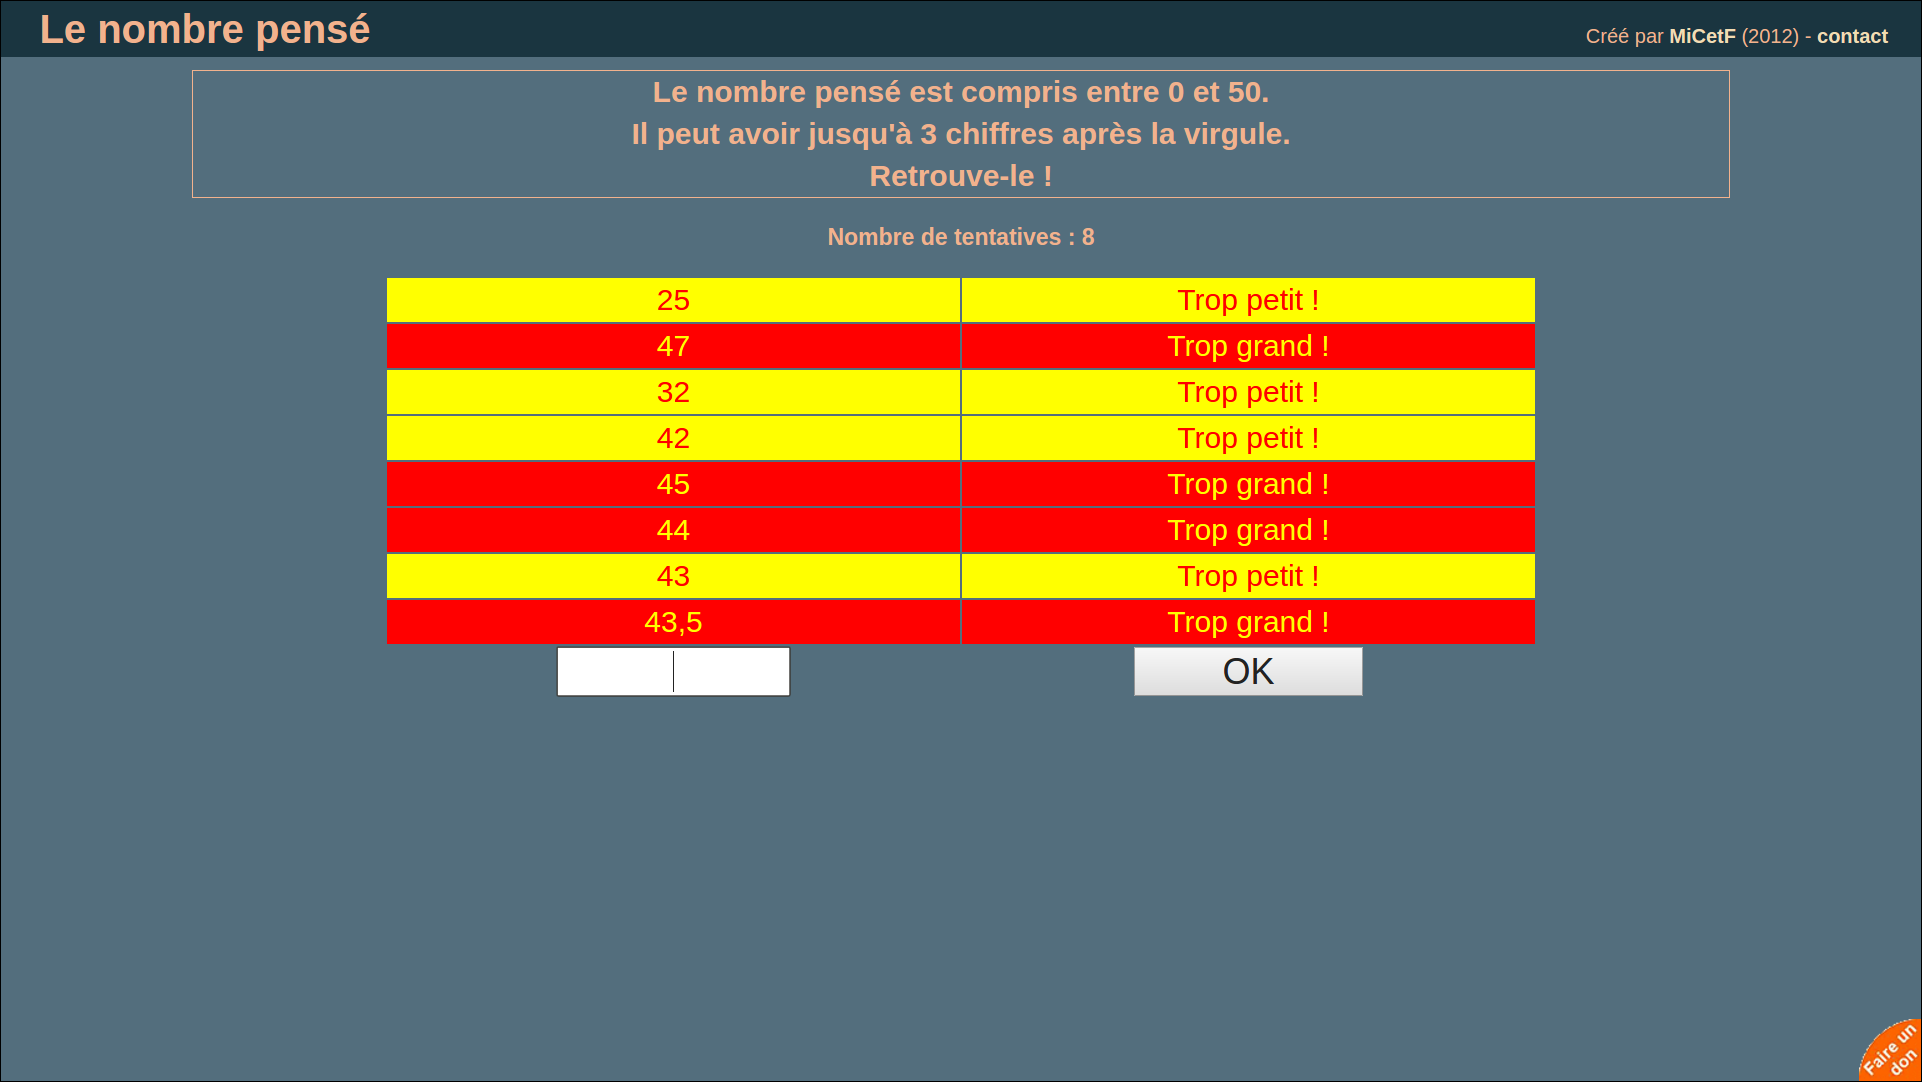 Le nombre pensé
Créé par MiCetF (2012) - contact
Le nombre pensé est compris entre 0 et 50.
Il peut avoir jusqu'à 3 chiffres après la virgule.
Retrouve-le !
Nombre de tentatives : 8
25 Trop petit !
47 Trop grand !
32 Trop petit !
42 Trop petit !
45 Trop grand !
44 Trop grand !
43 Trop petit !
43,5 Trop grand !
OK
Faire un
don